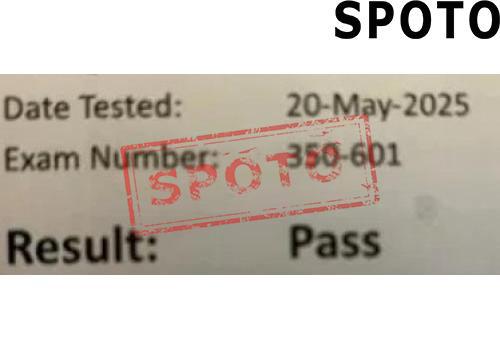 SPOTO
Date Tested: 20-May-2025
Exam Number: 350-601
SPOTO
Result: Pass